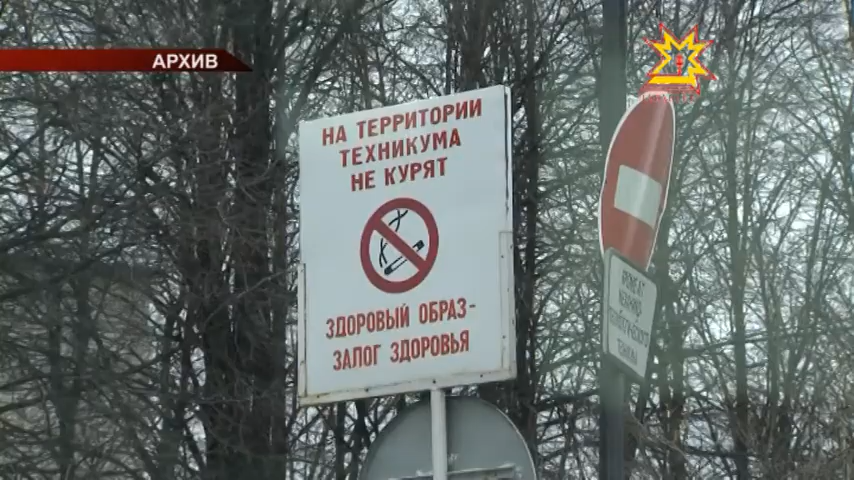 АРХИВ
НА ТЕРРИТОРИИ
ТЕХНИКУМА
НЕ КУРЯТ
ЗДОРОВЫЙ ОБРАЗ-
ЗАЛОГ ЗДОРОВЬЯ